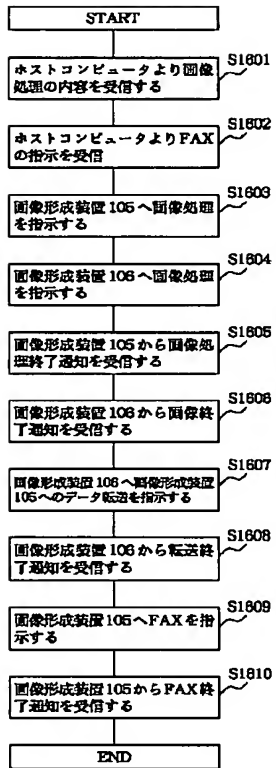 START
S1601
ホストコンピュータより画像
処理の内容を受信する
S1602
ホストコンピュータよりFAX
の指示を受信
S1603
画像形成装置105へ画像処理
を指示する
S1604
画像形成装置106へ画像処理
を指示する
S1605
画像形成装置105から画像処
理終了通知を受信する
S1606
画像形成装置106から画像終
了通知を受信する
S1607
画像形成装置106へ画像形成装置
105へのデータ転送を指示する
S1608
画像形成装置106から転送終
了通知を受信する
S1609
画像形成装置105へFAXを指
示する
S1610
画像形成装置105からFAX終
了通知を受信する
END